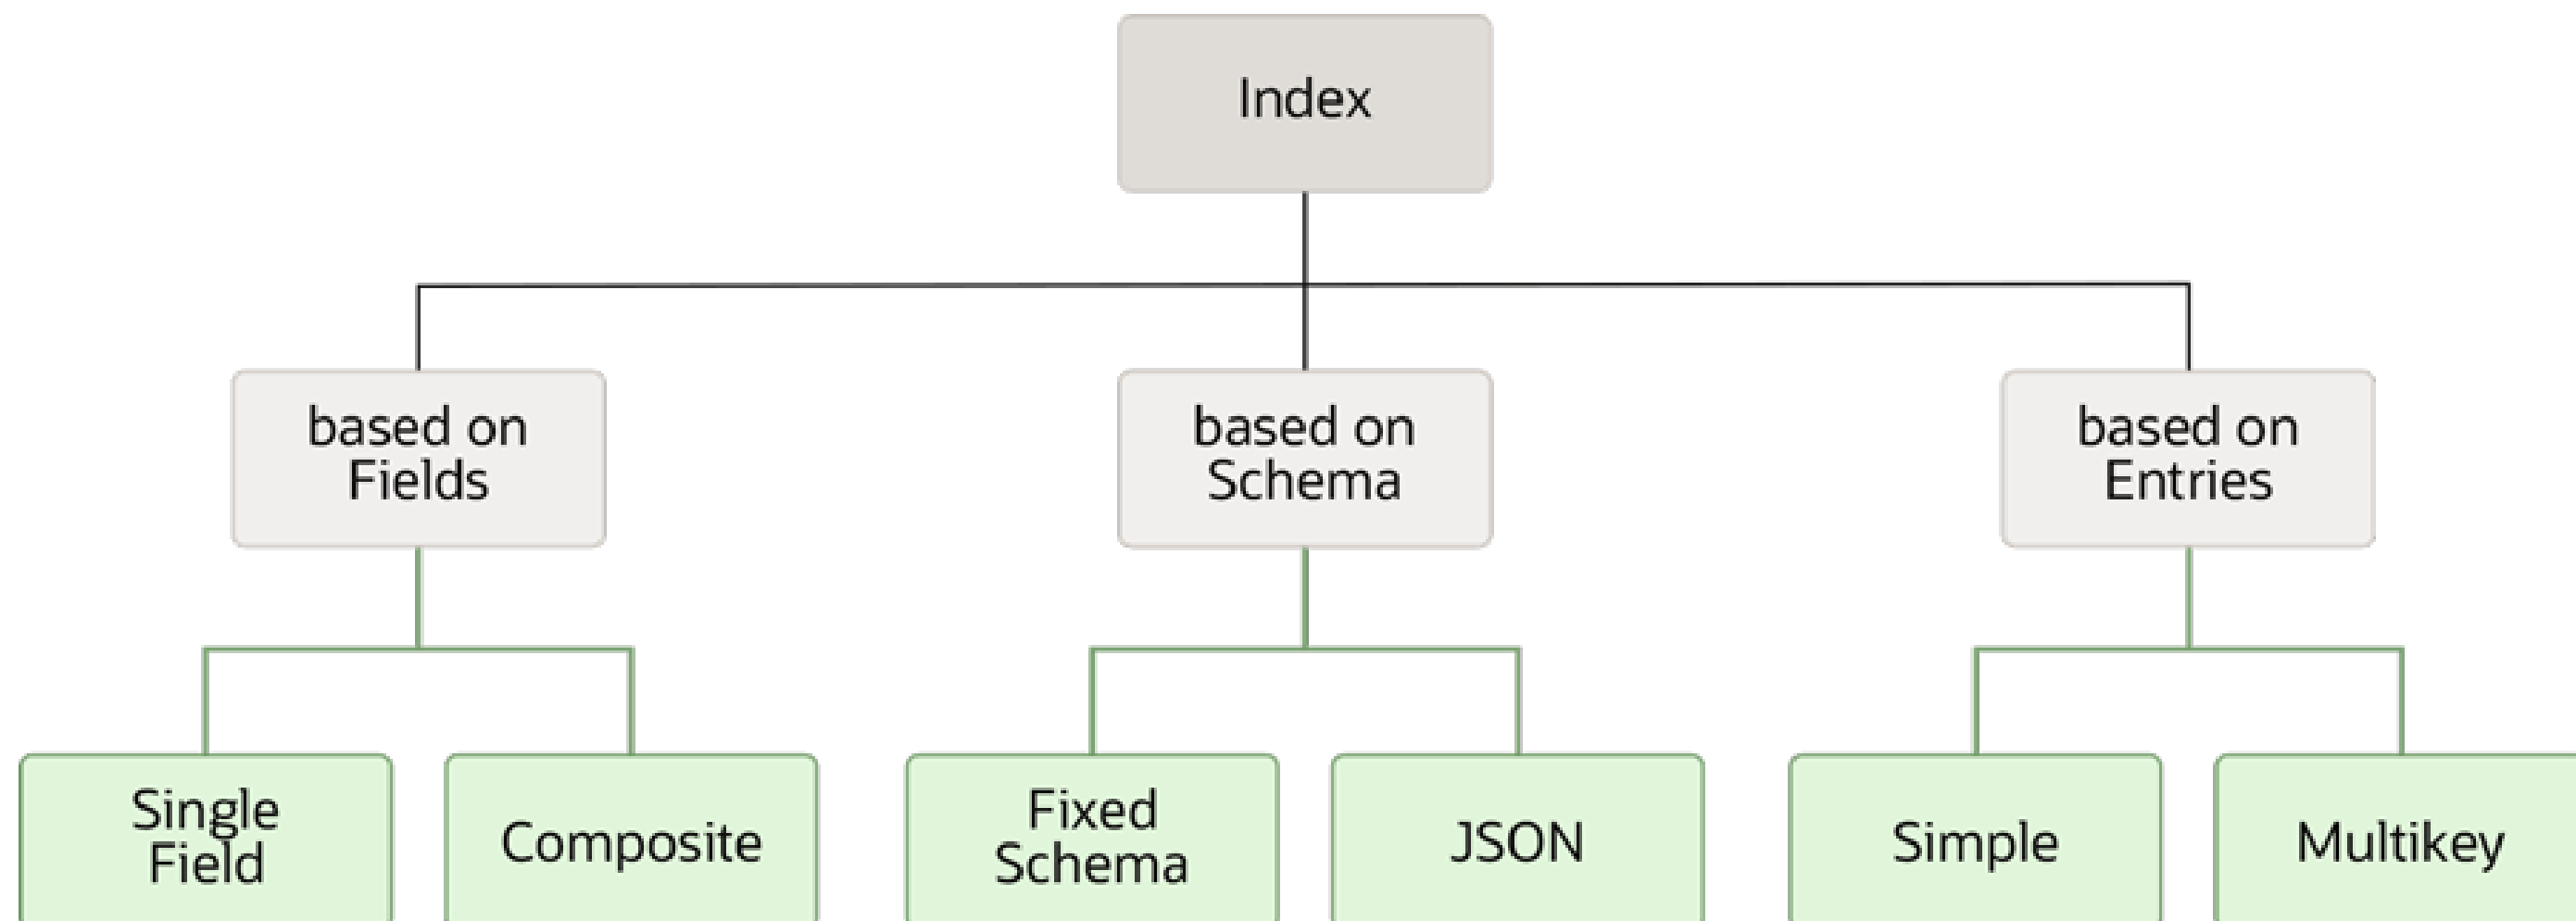 Index
based on
Fields
based on
Schema
based on
Entries
Single
Field
Composite
Fixed
Schema
JSON
Simple
Multikey